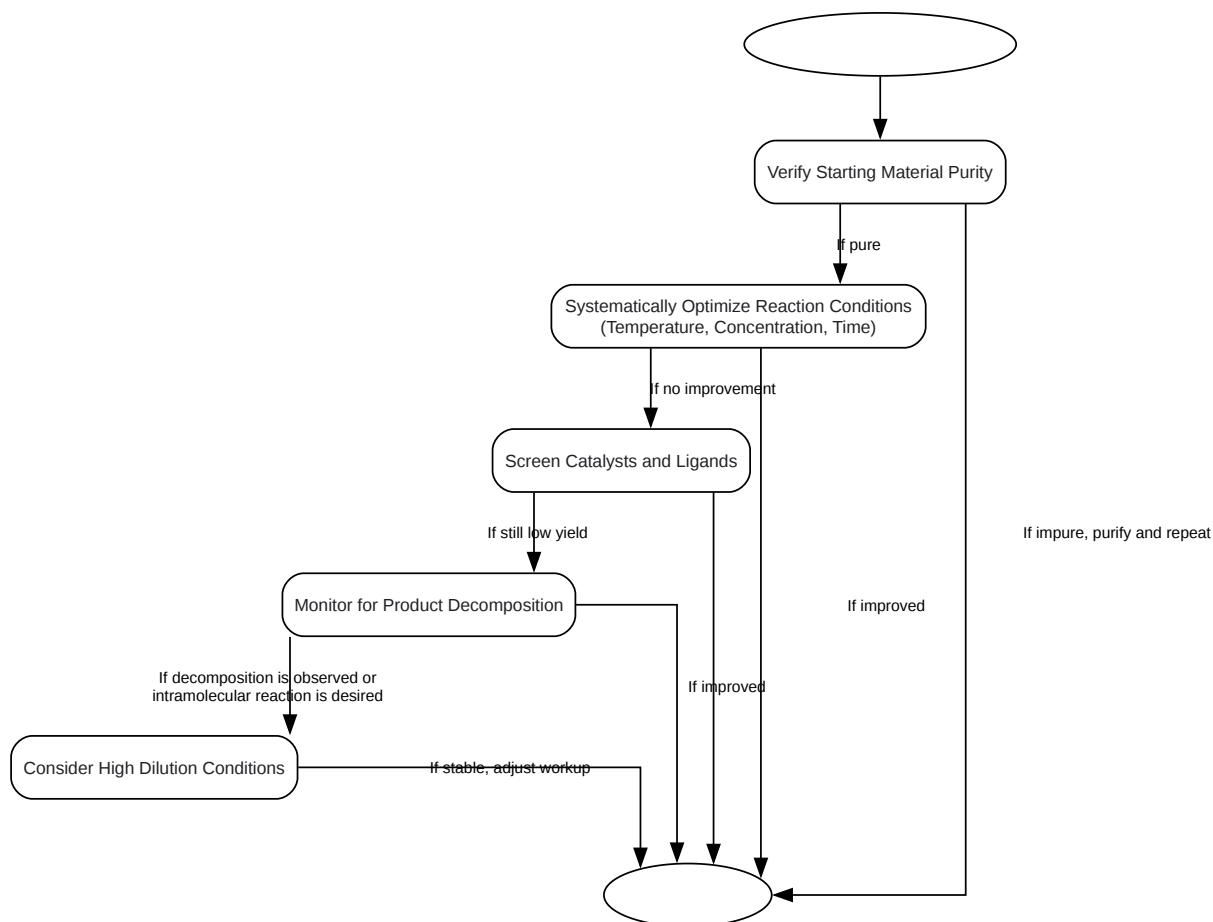 Verify Starting Material Purity
If pure
Systematically Optimize Reaction Conditions
(Temperature, Concentration, Time)
If no improvement
Screen Catalysts and Ligands
If still low yield
If impure, purify and repeat
Monitor for Product Decomposition
If improved
If decomposition is observed or
intramolecular reaction is desired
If improved
Consider High Dilution Conditions
If stable, adjust workup